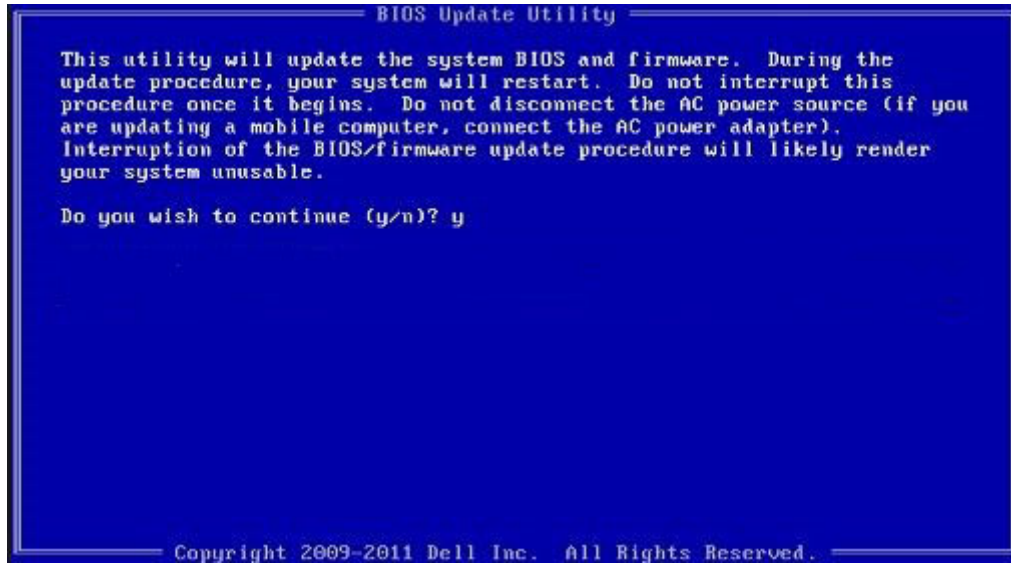 BIOS Update Utility
This utility will update the system BIOS and firmware. During the
update procedure, your system will restart. Do not interrupt this
procedure once it begins. Do not disconnect the AC power source (if you
are updating a mobile computer, connect the AC power adapter).
Interruption of the BIOS/firmware update procedure will likely render
your system unusable.
Do you wish to continue (y/n)? y
Copyright 2009-2011 Dell Inc. All Rights Reserved.